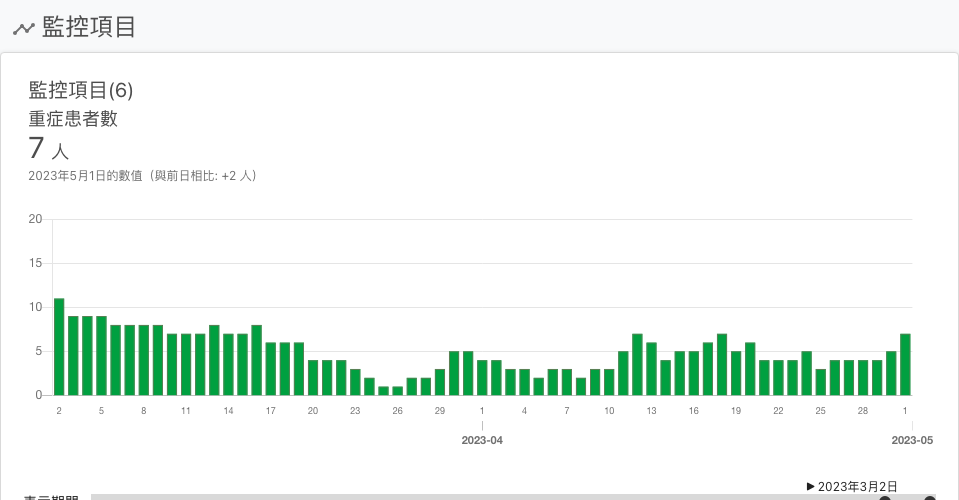 監控項目
監控項目(6)
重症患者數
7 人
2023年5月1日的數值（與前日相比: +2 人）
20
15
10
5
0
2 5 8 11 14 17 20 23 26 29 1 4 7 10 13 16 19 22 25 28 1
2023-04 2023-05
▶ 2023年3月2日
表示期間